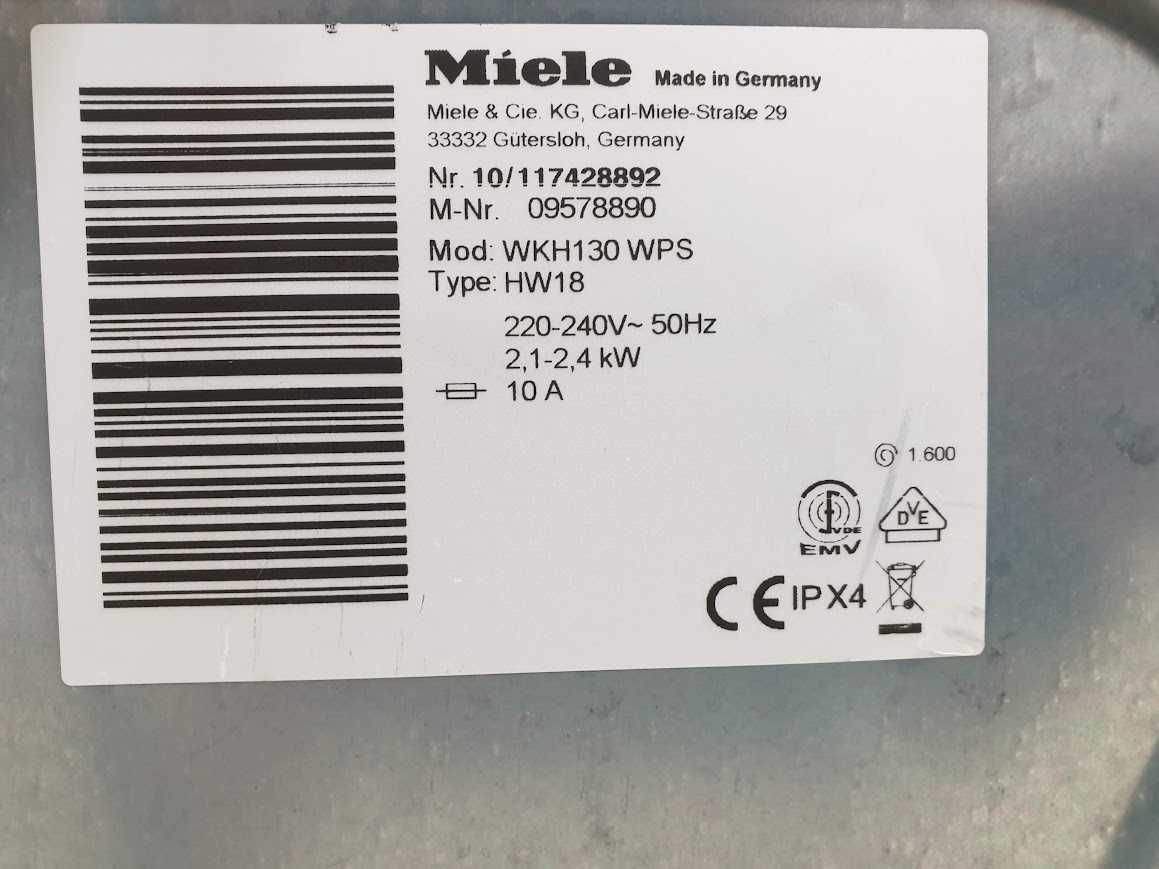 Miele Made in Germany
Miele & Cie. KG, Carl-Miele-Straße 29
33332 Gütersloh, Germany
Nr. 10/117428892
M-Nr. 09578890
Mod: WKH130 WPS
Type: HW18
220-240V~ 50Hz
2,1-2,4 kW
10 A
1.600
VDE
EMV
DVE
CE IPX4